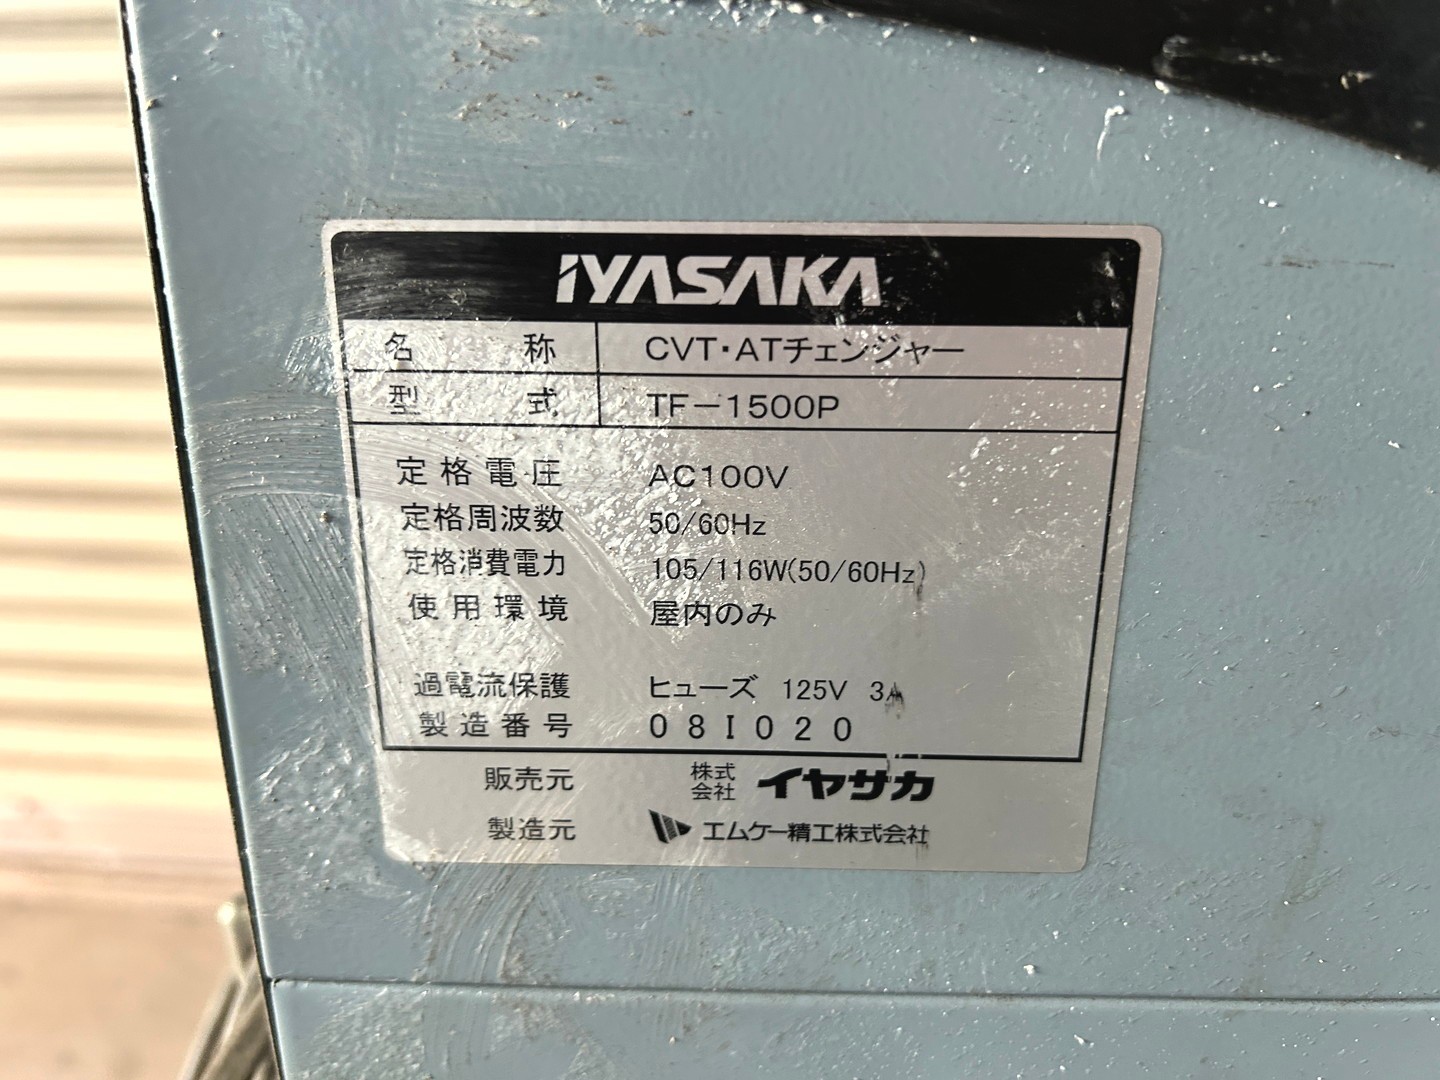 IYASAKA
名称 CVT・ATチェンジャー
型式 TF－1500P
定格電圧 AC100V
定格周波数 50/60Hz
定格消費電力 105/116W(50/60Hz)
使用環境 屋内のみ
過電流保護 ヒューズ 125V 3A
製造番号 08I020
販売元 株式会社 イヤサカ
製造元 エムケー精工株式会社